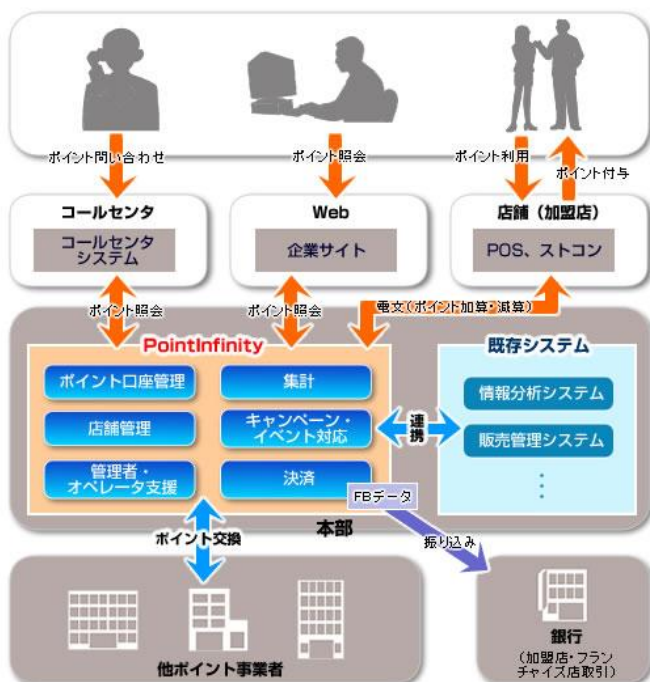 ポイント問い合わせ
ポイント照会
ポイント利用
ポイント付与
コールセンタ
コールセンタ
システム
Web
企業サイト
店舗（加盟店）
POS、ストコン
ポイント照会
ポイント照会
電文(ポイント加算・減算)
PointInfinity
ポイント口座管理
集計
店舗管理
キャンペーン・
イベント対応
管理者・
オペレータ支援
決済
連携
既存システム
情報分析システム
販売管理システム
FBデータ
本部
ポイント交換
振り込み
他ポイント事業者
銀行
(加盟店・フラン
チャイズ店取引)